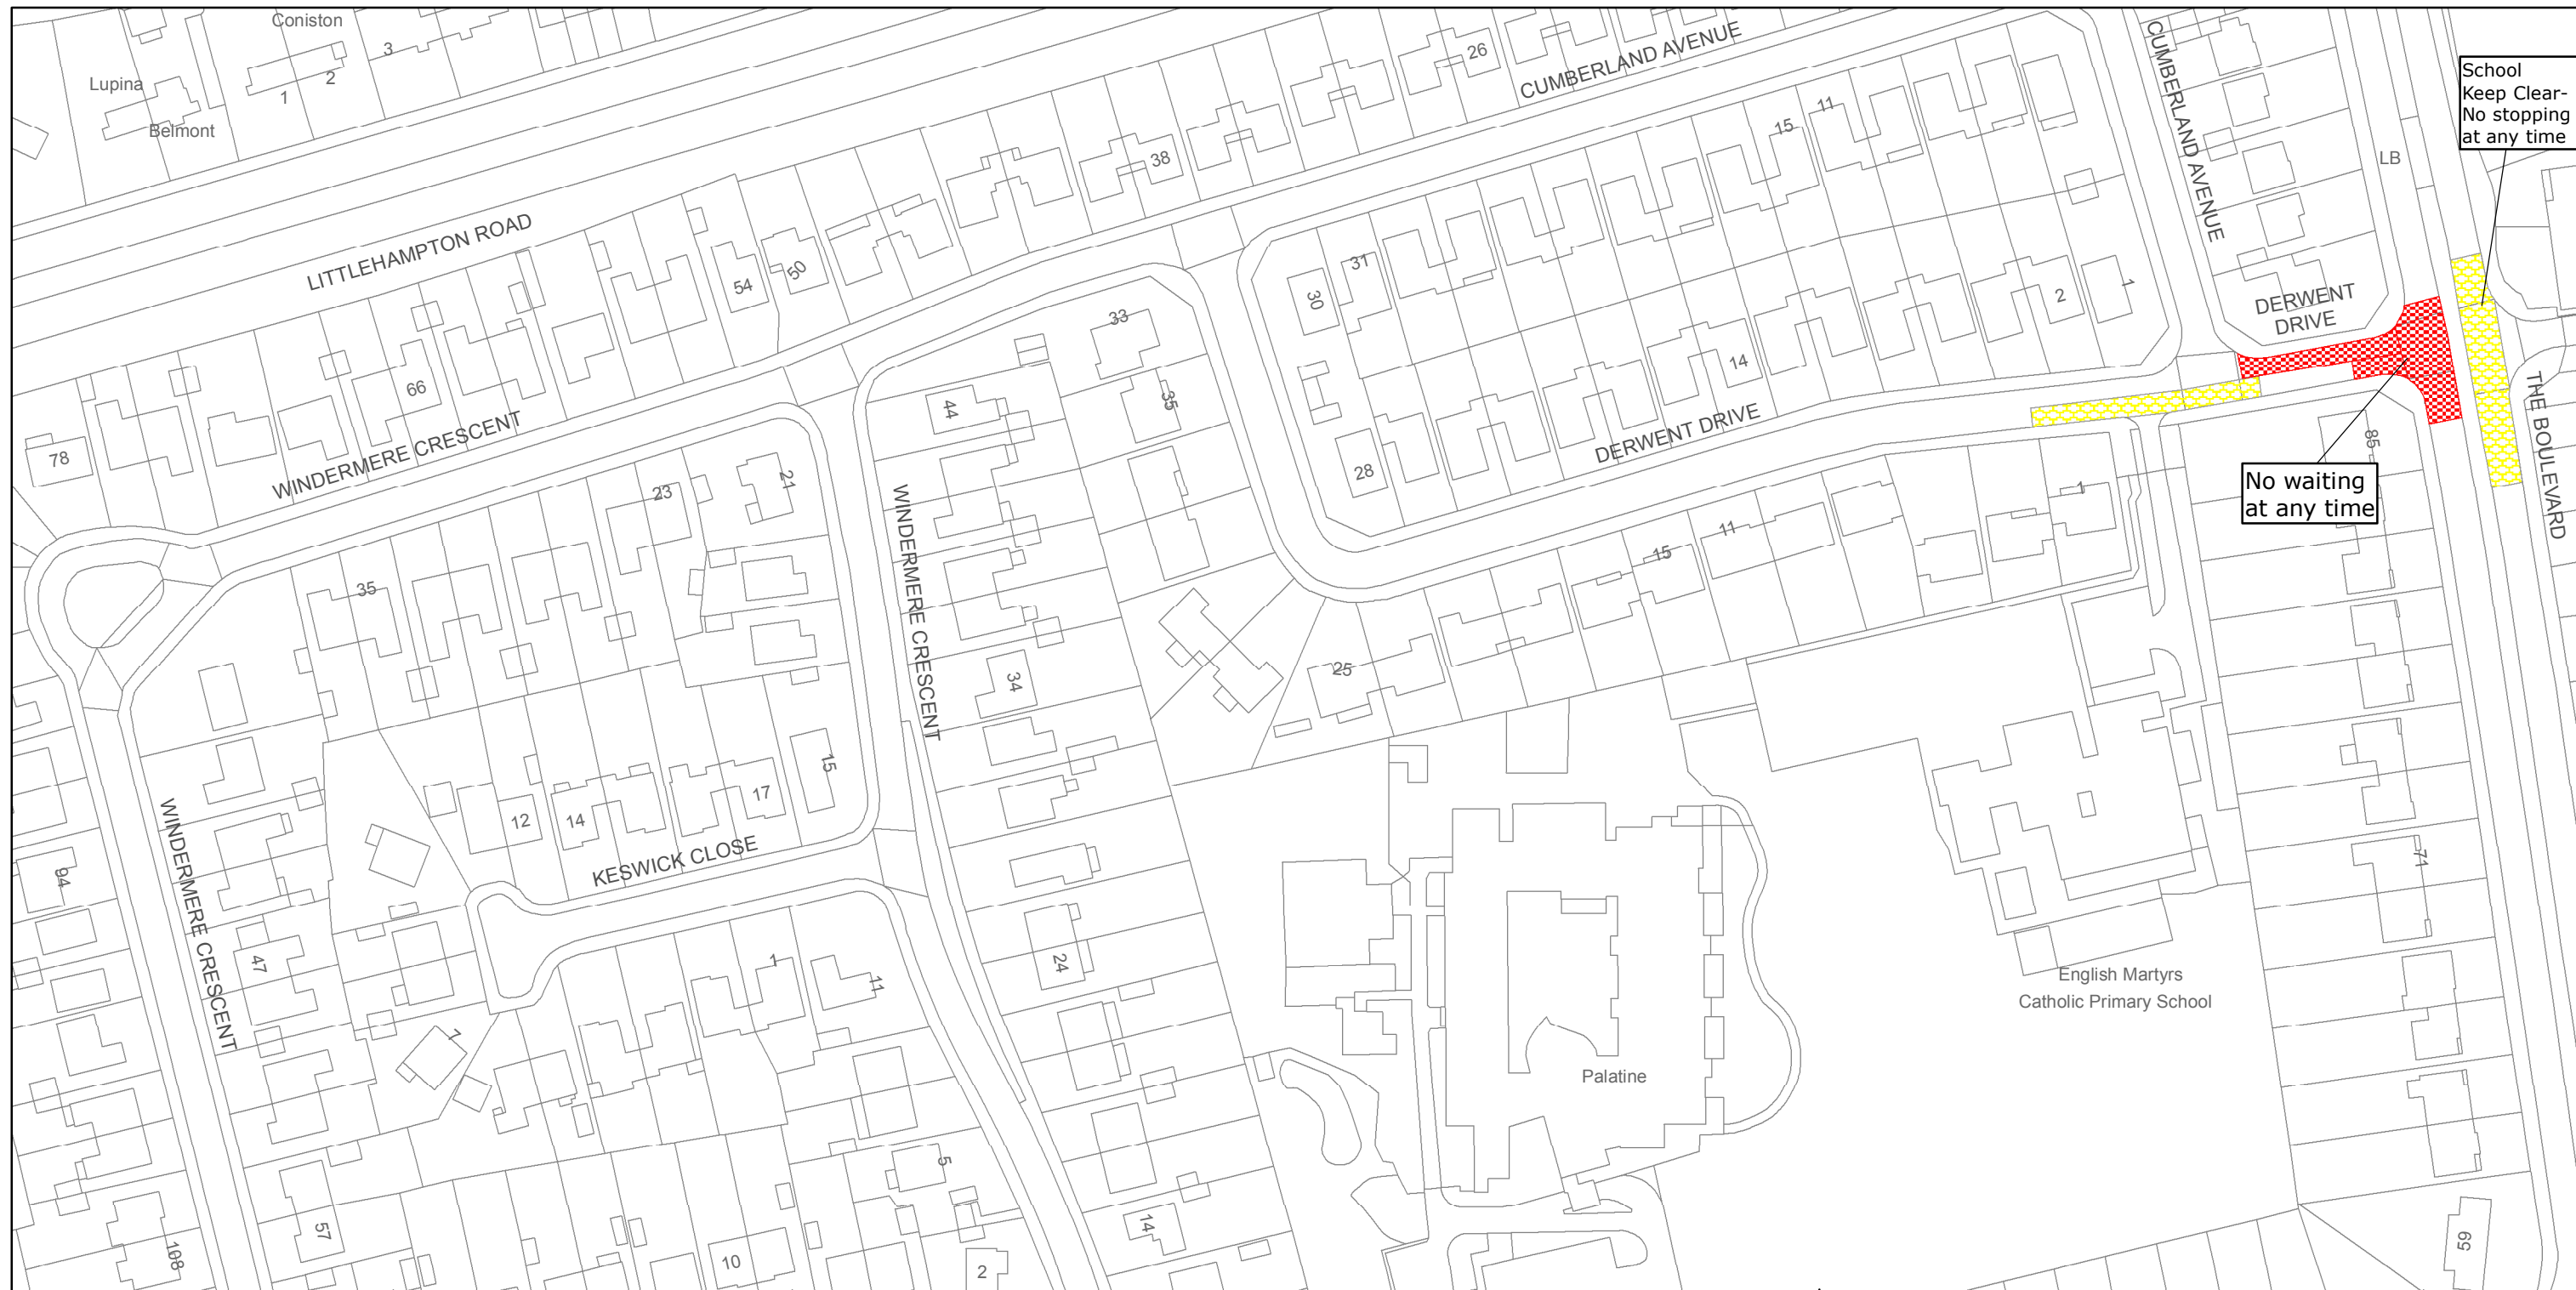 Coniston
3
Lupina
2
1
Belmont
LITTLEHAMPTON ROAD
26
CUMBERLAND AVENUE
CUMBERLAND AVENUE
School
Keep Clear-
No stopping
at any time
LB
38
15
11
54
50
31
30
33
2
1
DERWENT
DRIVE
66
44
35
14
THE BOULEVARD
78
WINDERMERE CRESCENT
28
DERWENT DRIVE
85
No waiting
at any time
23
21
WINDERMERE CRESCENT
1
11
15
35
34
25
12
14
17
15
KESWICK CLOSE
WINDERMERE CRESCENT
94
71
47
1
11
24
English Martyrs
Catholic Primary School
7
Palatine
5
57
108
10
2
14
59